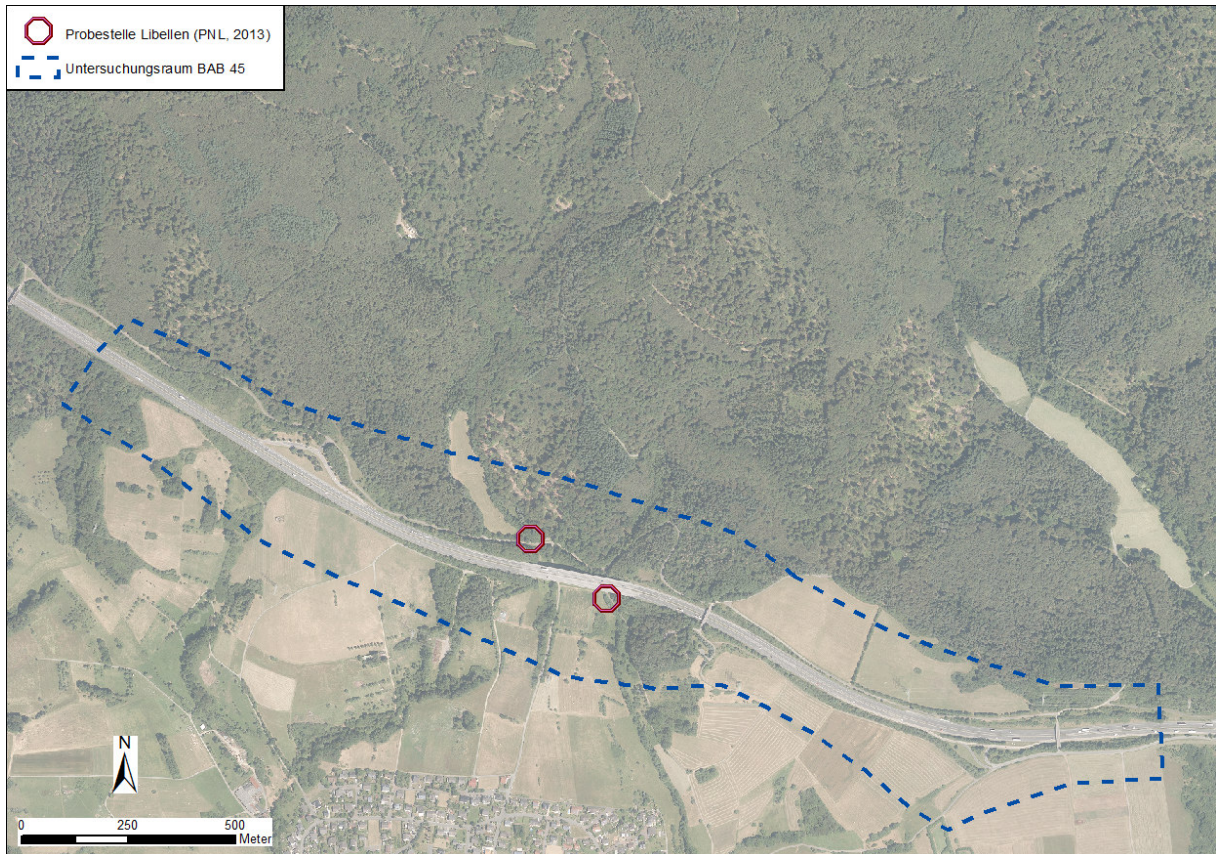 Probestelle Libellen (PNL, 2013)
Untersuchungsraum BAB 45
N
0 250 500
Meter